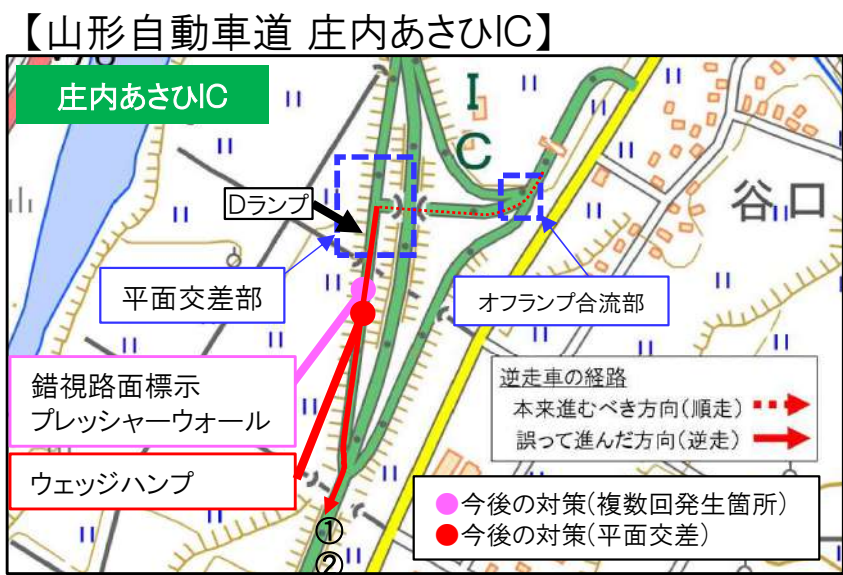 【山形自動車道 庄内あさひIC】
庄内あさひIC
I
C
谷口
Dランプ
平面交差部
オフランプ合流部
錯視路面標示
プレッシャーウォール
ウェッジハンプ
逆走車の経路
本来進むべき方向(順走)
誤って進んだ方向(逆走)
●今後の対策(複数回発生箇所)
●今後の対策(平面交差)
①
②